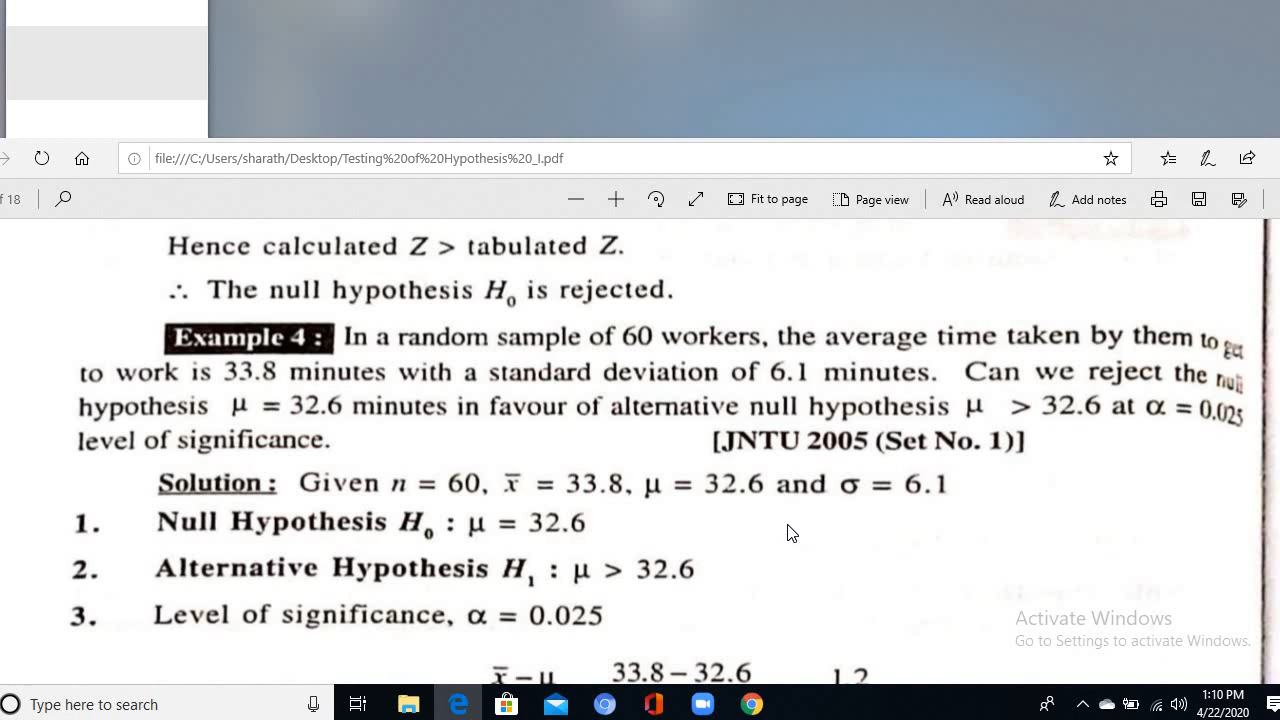 file:///C:/Users/sharath/Desktop/Testing%20of%20Hypothesis%20_I.pdf
f 18
Fit to page
Page view
Read aloud
Add notes
Hence calculated Z > tabulated Z.
∴ The null hypothesis H₀ is rejected.
Example 4 : In a random sample of 60 workers, the average time taken by them to get
to work is 33.8 minutes with a standard deviation of 6.1 minutes. Can we reject the null
hypothesis μ = 32.6 minutes in favour of alternative null hypothesis μ > 32.6 at α = 0.025
level of significance. [JNTU 2005 (Set No. 1)]
Solution : Given n = 60, x̄ = 33.8, μ = 32.6 and σ = 6.1
1. Null Hypothesis H₀ : μ = 32.6
2. Alternative Hypothesis H₁ : μ > 32.6
3. Level of significance, α = 0.025
x̄ – μ 33.8 – 32.6 1.2
Activate Windows
Go to Settings to activate Windows.
Type here to search
1:10 PM
4/22/2020